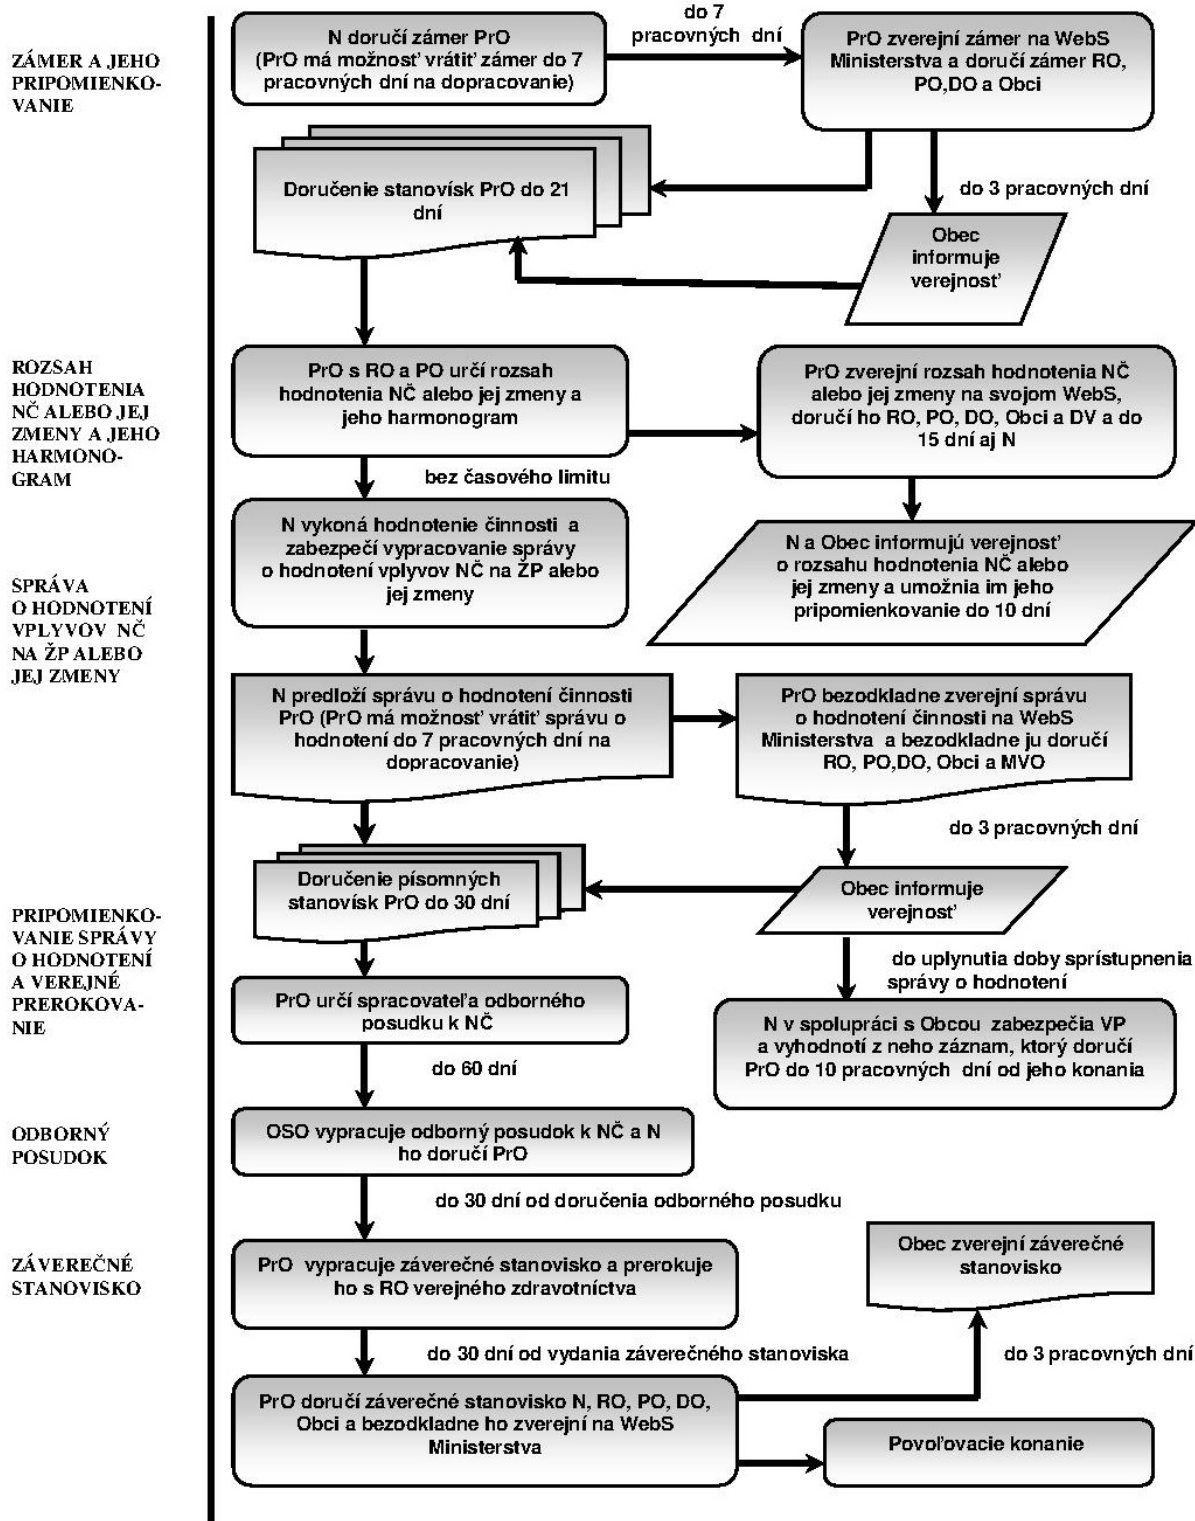 ZÁMER A JEHO
PRIPOMIENKO-
VANIE
N doručí zámer PrO
(PrO má možnosť vrátiť zámer do 7
pracovných dní na dopracovanie)
do 7
pracovných dní
PrO zverejní zámer na WebS
Ministerstva a doručí zámer RO,
PO,DO a Obci
Doručenie stanovísk PrO do 21
dní
do 3 pracovných dní
Obec
informuje
verejnosť
ROZSAH
HODNOTENIA
NČ ALEBO JEJ
ZMENY A JEHO
HARMONO-
GRAM
PrO s RO a PO určí rozsah
hodnotenia NČ alebo jej zmeny a
jeho harmonogram
PrO zverejní rozsah hodnotenia NČ
alebo jej zmeny na svojom WebS,
doručí ho RO, PO, DO, Obci a DV a do
15 dní aj N
bez časového limitu
N vykoná hodnotenie činnosti a
zabezpečí vypracovanie správy
o hodnotení vplyvov NČ na ŽP alebo
jej zmeny
N a Obec informujú verejnosť
o rozsahu hodnotenia NČ alebo
jej zmeny a umožnia im jeho
pripomienkovanie do 10 dní
SPRÁVA
O HODNOTENÍ
VPLYVOV NČ
NA ŽP ALEBO
JEJ ZMENY
N predloží správu o hodnotení činnosti
PrO (PrO má možnosť vrátiť správu o
hodnotení do 7 pracovných dní na
dopracovanie)
PrO bezodkladne zverejní správu
o hodnotení činnosti na WebS
Ministerstva a bezodkladne ju doručí
RO, PO,DO, Obci a MVO
do 3 pracovných dní
Doručenie písomných
stanovísk PrO do 30 dní
Obec informuje
verejnosť
PRIPOMIENKO-
VANIE SPRÁVY
O HODNOTENÍ
A VEREJNÉ
PREROKOVA-
NIE
do uplynutia doby sprístupnenia
správy o hodnotení
PrO určí spracovateľa odborného
posudku k NČ
N v spolupráci s Obcou zabezpečia VP
a vyhodnotí z neho záznam, ktorý doručí
PrO do 10 pracovných dní od jeho konania
do 60 dní
ODBORNÝ
POSUDOK
OSO vypracuje odborný posudok k NČ a N
ho doručí PrO
do 30 dní od doručenia odborného posudku
ZÁVEREČNÉ
STANOVISKO
PrO vypracuje záverečné stanovisko a prerokuje
ho s RO verejného zdravotníctva
Obec zverejní záverečné
stanovisko
do 30 dní od vydania záverečného stanoviska
do 3 pracovných dní
PrO doručí záverečné stanovisko N, RO, PO, DO,
Obci a bezodkladne ho zverejní na WebS
Ministerstva
Povoľovacie konanie